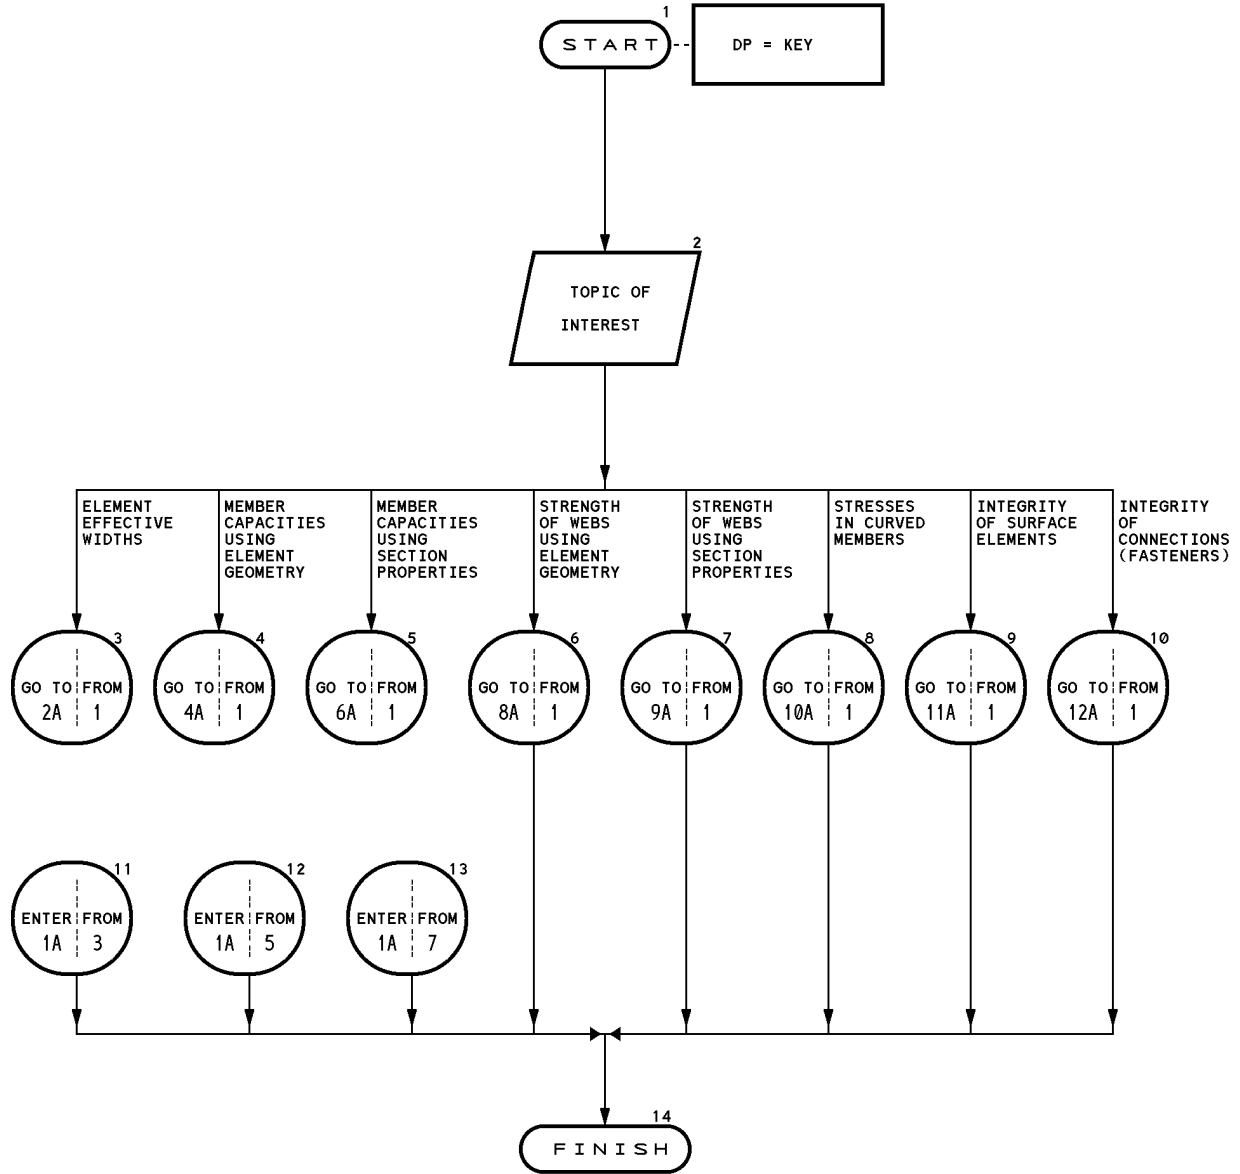 1
START
DP = KEY
2
TOPIC OF
INTEREST
ELEMENT
EFFECTIVE
WIDTHS
MEMBER
CAPACITIES
USING
ELEMENT
GEOMETRY
MEMBER
CAPACITIES
USING
SECTION
PROPERTIES
STRENGTH
OF WEBS
USING
ELEMENT
GEOMETRY
STRENGTH
OF WEBS
USING
SECTION
PROPERTIES
STRESSES
IN CURVED
MEMBERS
INTEGRITY
OF SURFACE
ELEMENTS
INTEGRITY
OF
CONNECTIONS
(FASTENERS)
3
GO TO FROM
2A 1
4
GO TO FROM
4A 1
5
GO TO FROM
6A 1
6
GO TO FROM
8A 1
7
GO TO FROM
9A 1
8
GO TO FROM
10A 1
9
GO TO FROM
11A 1
10
GO TO FROM
12A 1
11
ENTER FROM
1A 3
12
ENTER FROM
1A 5
13
ENTER FROM
1A 7
14
FINISH